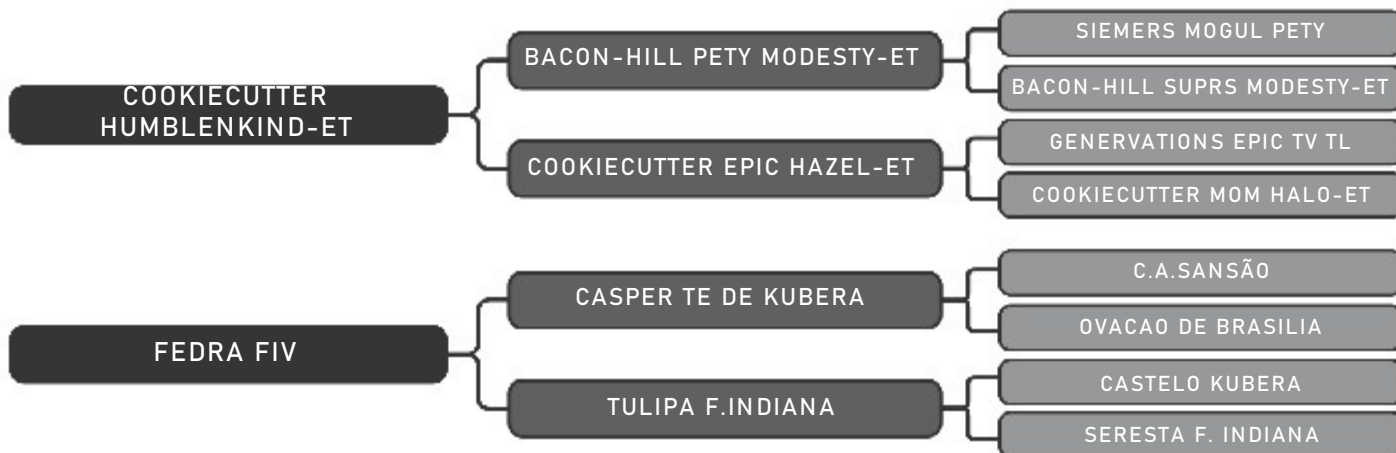 COOKIECUTTER
HUMBLENKIND-ET
BACON-HILL PETY MODESTY-ET
SIEMERS MOGUL PETY
BACON-HILL SUPRS MODESTY-ET
COOKIECUTTER EPIC HAZEL-ET
GENERVATIONS EPIC TV TL
COOKIECUTTER MOM HALO-ET
FEDRA FIV
CASPER TE DE KUBERA
C.A.SANSÃO
OVACAO DE BRASILIA
TULIPA F.INDIANA
CASTELO KUBERA
SERESTA F. INDIANA